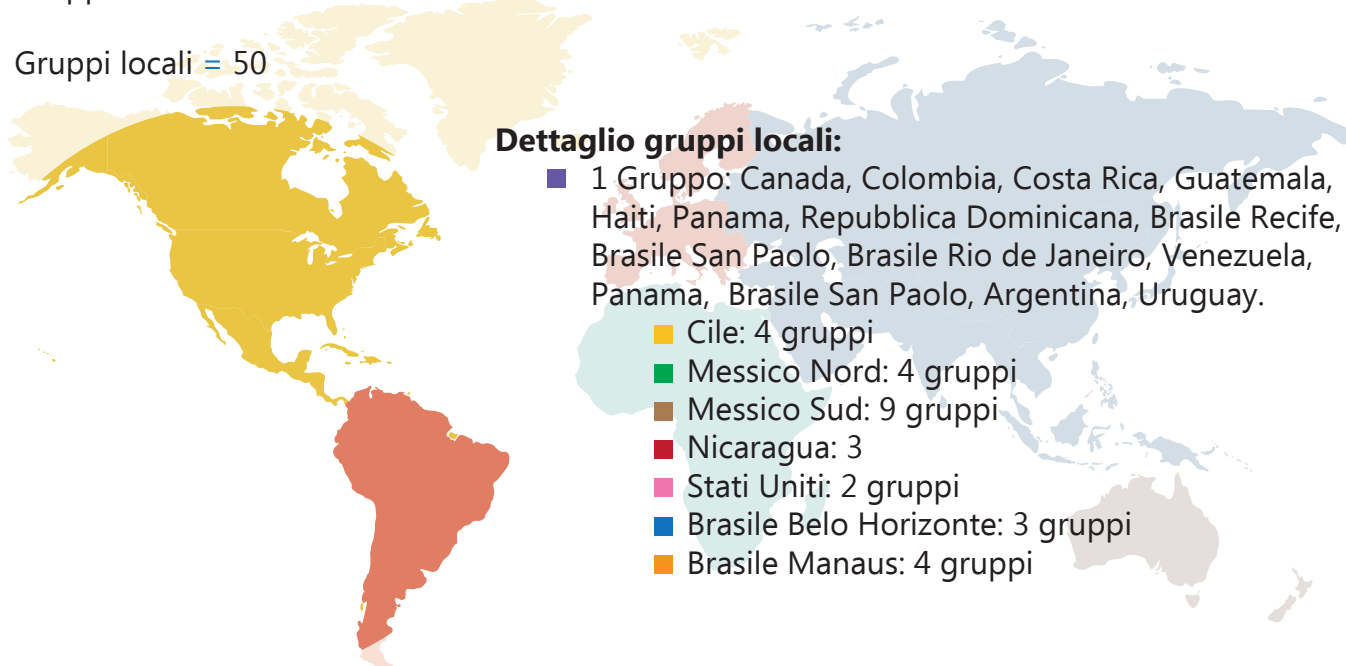 Gruppi locali = 50
Dettaglio gruppi locali:
1 Gruppo: Canada, Colombia, Costa Rica, Guatemala,
Haiti, Panama, Repubblica Dominicana, Brasile Recife,
Brasile San Paolo, Brasile Rio de Janeiro, Venezuela,
Panama, Brasile San Paolo, Argentina, Uruguay.
Cile: 4 gruppi
Messico Nord: 4 gruppi
Messico Sud: 9 gruppi
Nicaragua: 3
Stati Uniti: 2 gruppi
Brasile Belo Horizonte: 3 gruppi
Brasile Manaus: 4 gruppi